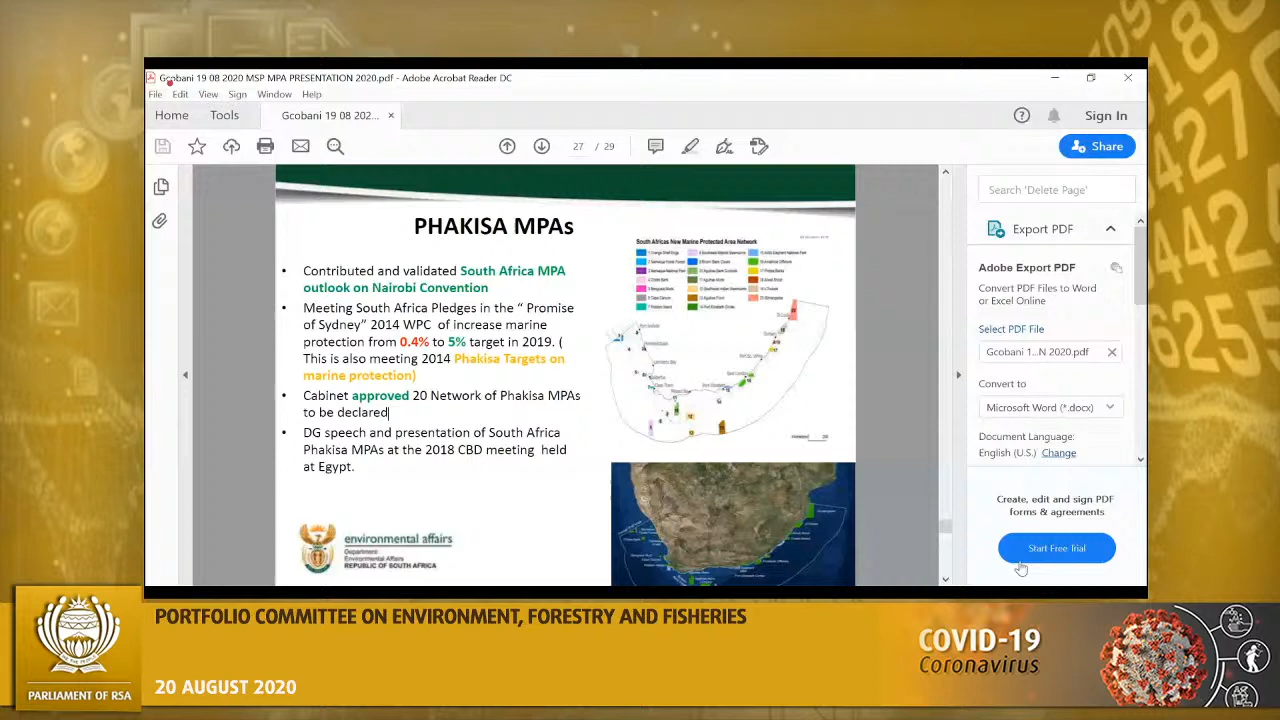 Gcobani 19 08 2020 MSP MPA PRESENTATION 2020.pdf - Adobe Acrobat Reader DC
File Edit View Sign Window Help
Home Tools Gcobani 19 08 202... × Sign In
27 / 29 Share
PHAKISA MPAs
• Contributed and validated South Africa MPA
outlook on Nairobi Convention
• Meeting South Africa Pledges in the “ Promise
of Sydney” 2014 WPC of increase marine
protection from 0.4% to 5% target in 2019. (
This is also meeting 2014 Phakisa Targets on
marine protection)
• Cabinet approved 20 Network of Phakisa MPAs
to be declared
• DG speech and presentation of South Africa
Phakisa MPAs at the 2018 CBD meeting held
at Egypt.
South Africas New Marine Protected Area Network
environmental affairs
Department:
Environmental Affairs
REPUBLIC OF SOUTH AFRICA
Search 'Delete Page'
Export PDF
Adobe Export PDF
Convert PDF Files to Word
or Excel Online
Select PDF File
Gcobani 1...N 2020.pdf
Convert to
Microsoft Word (*.docx)
Document Language:
English (U.S.) Change
Create, edit and sign PDF
forms & agreements
Start Free Trial
PORTFOLIO COMMITTEE ON ENVIRONMENT, FORESTRY AND FISHERIES
20 AUGUST 2020
PARLIAMENT OF RSA
COVID-19
Coronavirus